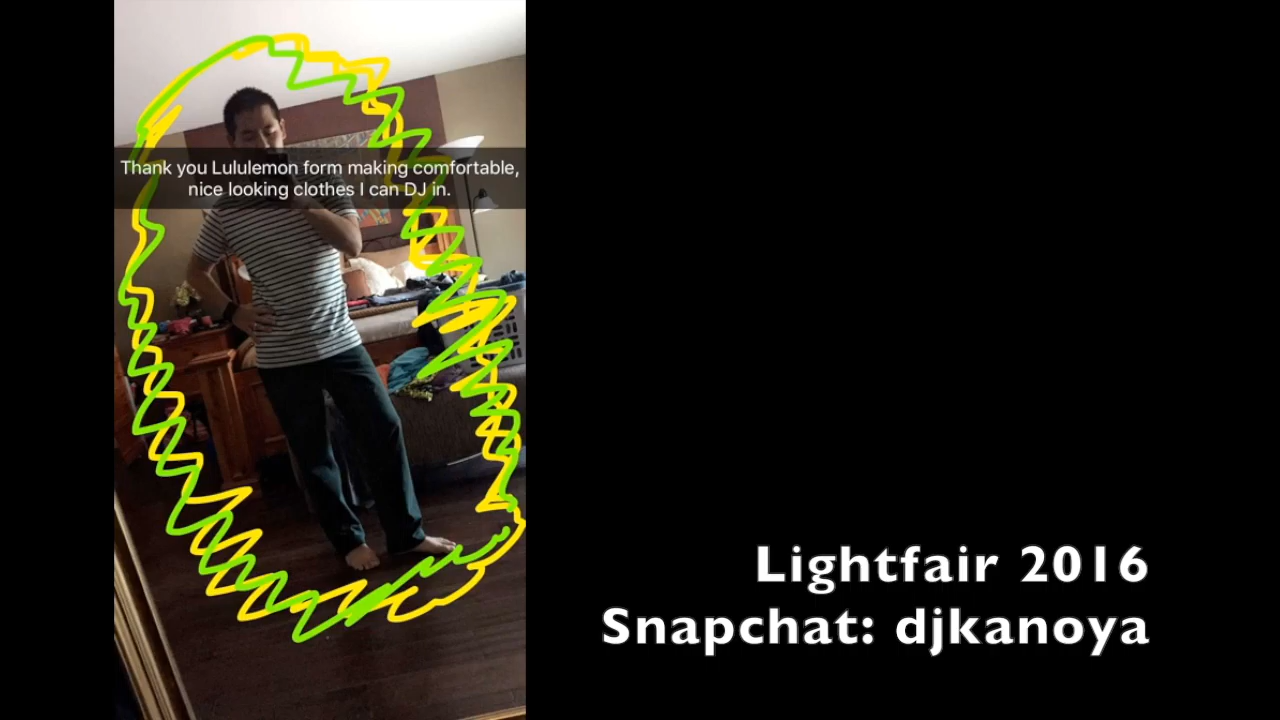 Thank you Lululemon form making comfortable,
nice looking clothes I can DJ in.
Lightfair 2016
Snapchat: djkanoya